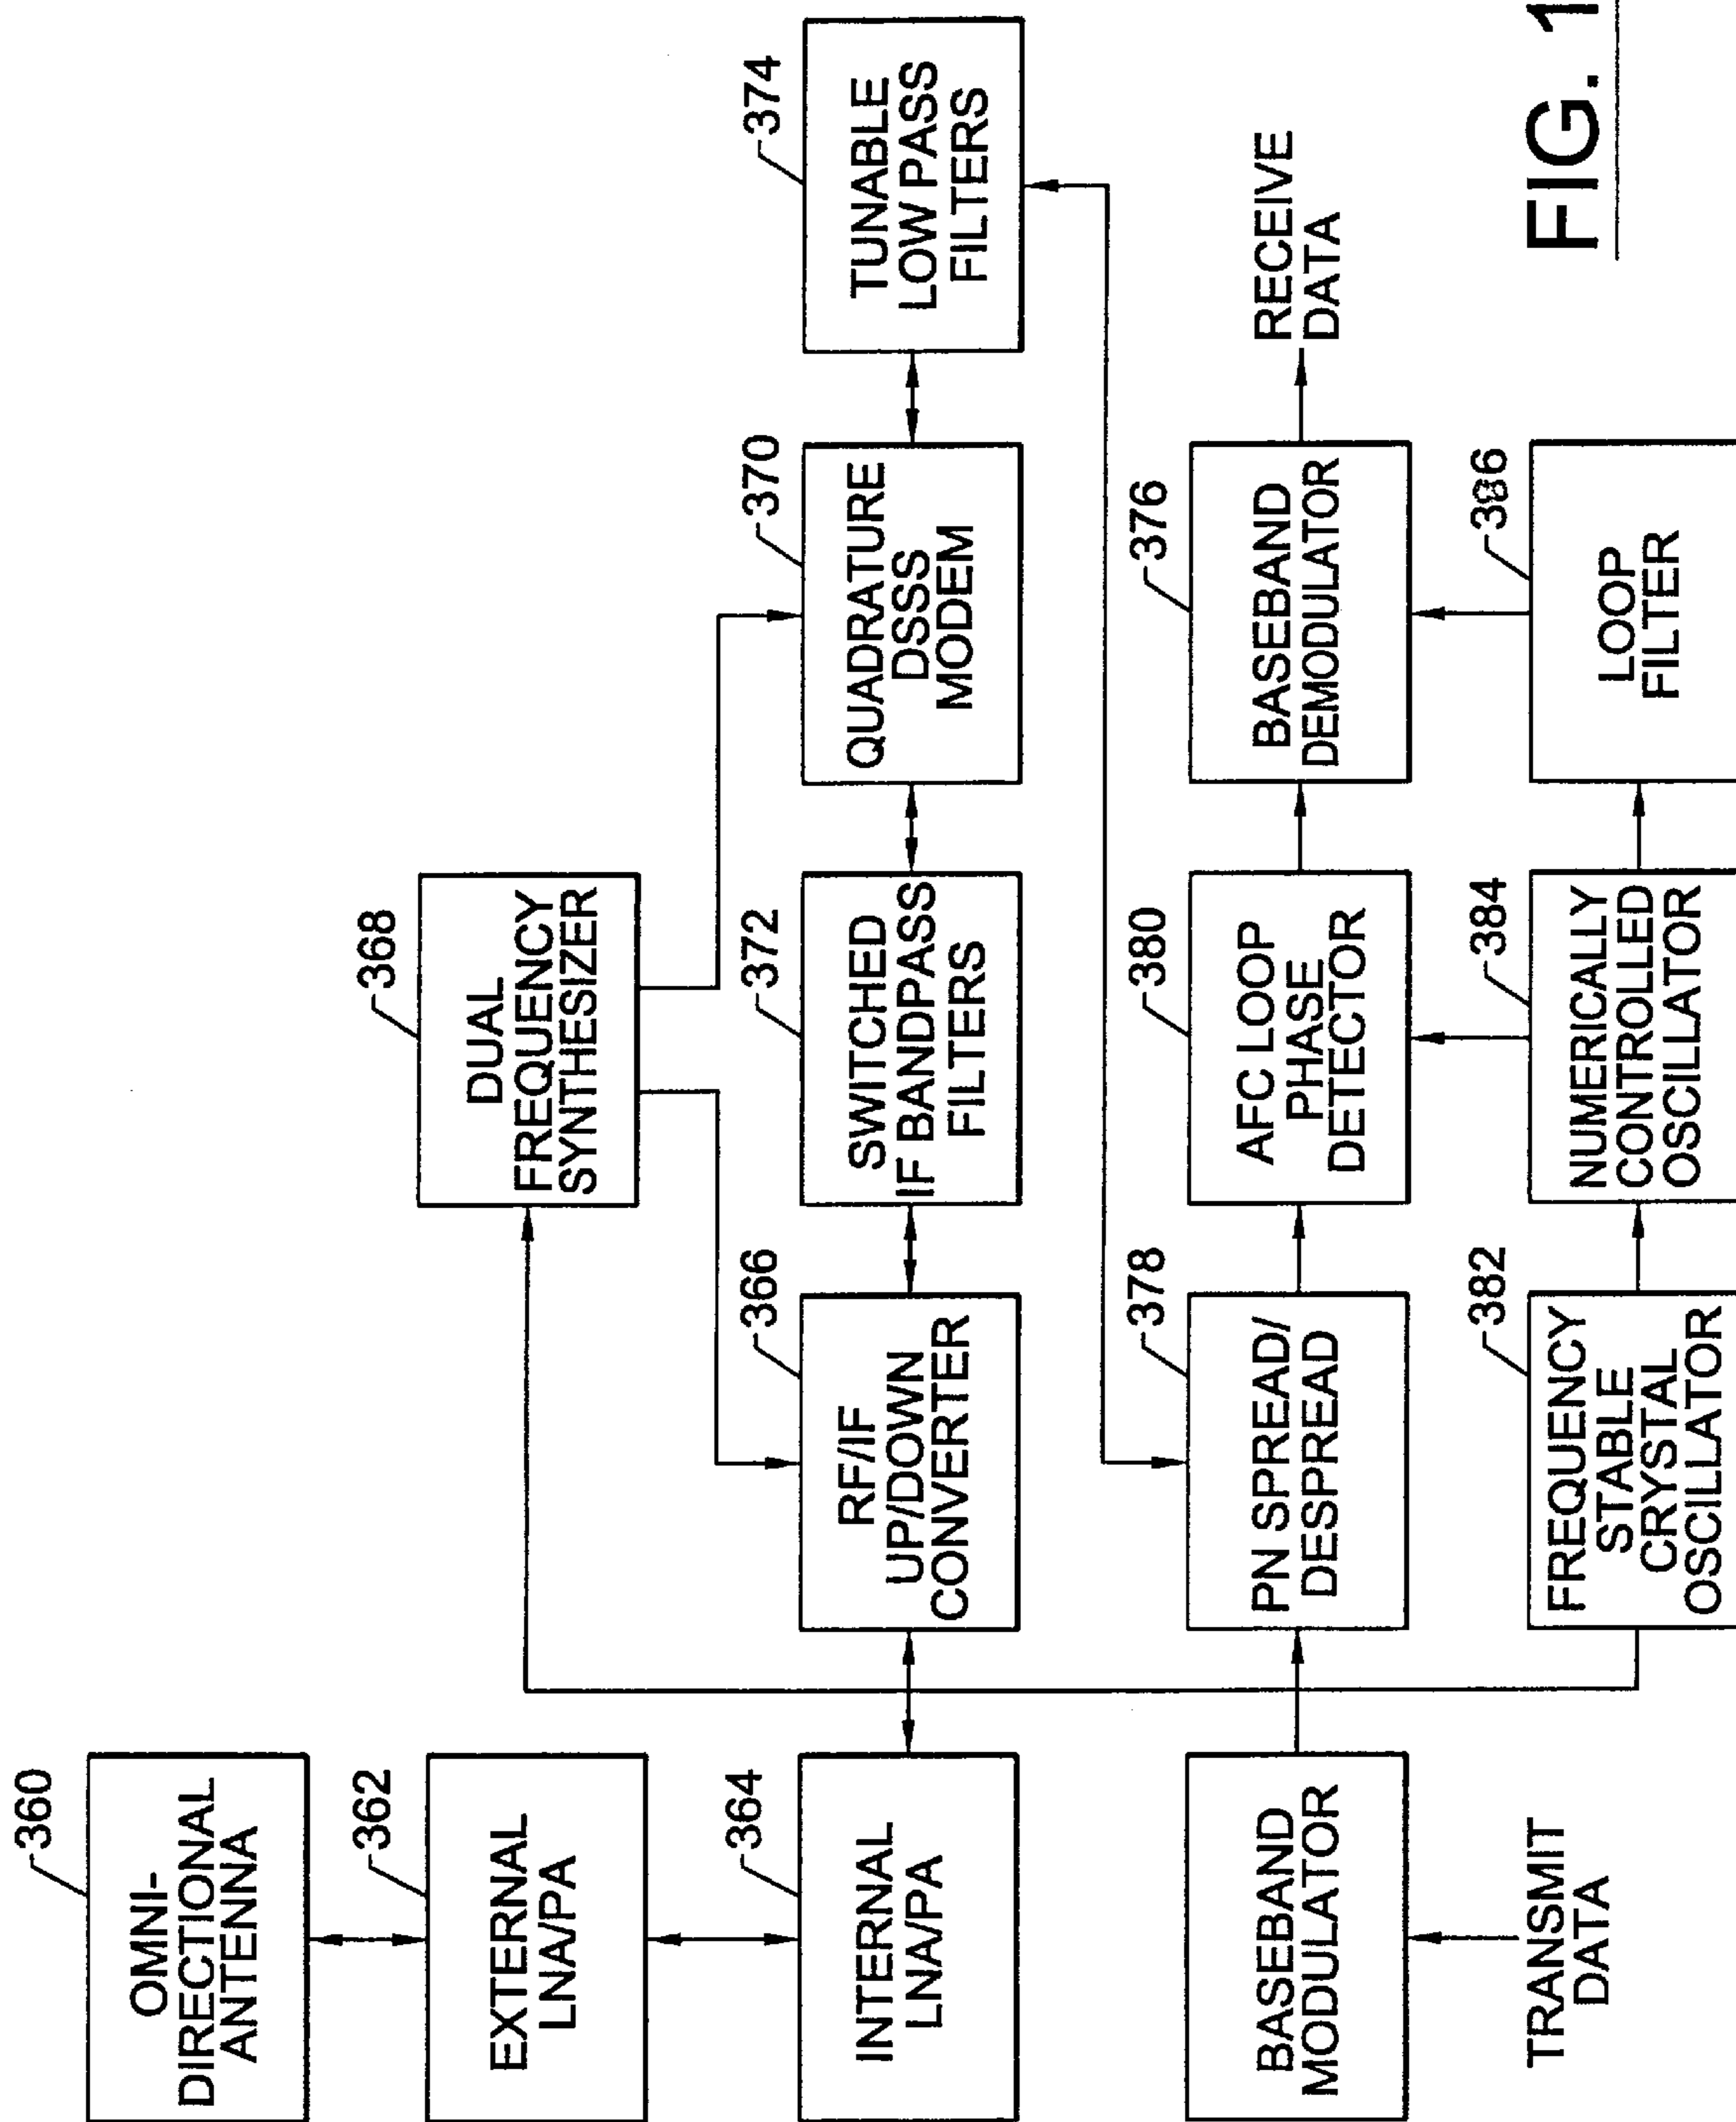 360
OMNI-
DIRECTIONAL
ANTENNA
362
EXTERNAL
LNA/PA
368
DUAL
FREQUENCY
SYNTHESIZER
364
INTERNAL
LNA/PA
366
RF/IF
UP/DOWN
CONVERTER
372
SWITCHED
IF BANDPASS
FILTERS
370
QUADRATURE
DSSS
MODEM
374
TUNABLE
LOW PASS
FILTERS
BASEBAND
MODULATOR
378
PN SPREAD/
DESPREAD
380
AFC LOOP
PHASE
DETECTOR
376
BASEBAND
DEMODULATOR
RECEIVE
DATA
TRANSMIT
DATA
382
FREQUENCY
STABLE
CRYSTAL
OSCILLATOR
384
NUMERICALLY
CONTROLLED
OSCILLATOR
386
LOOP
FILTER
FIG. 1